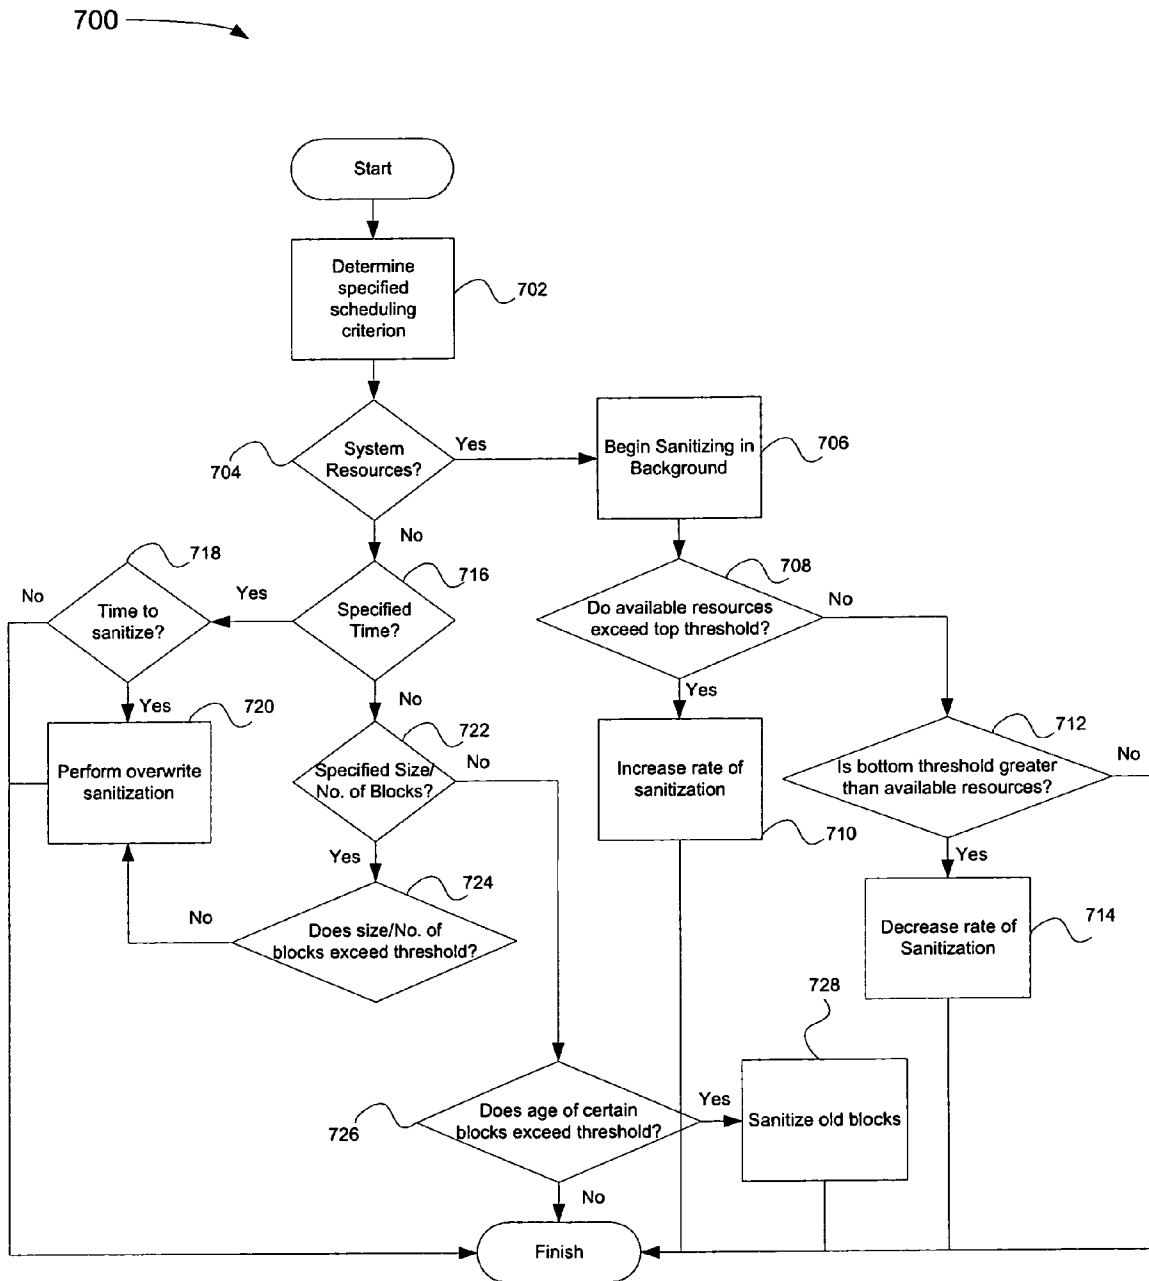 700
Start
Determine
specified
scheduling
criterion
702
System
Resources?
704
Yes
Begin Sanitizing in
Background
706
No
718
716
708
No
Time to
sanitize?
Yes
Specified
Time?
Do available resources
exceed top threshold?
No
Yes
720
No
Yes
722
712
Perform overwrite
sanitization
Specified Size/
No. of Blocks?
No
Increase rate of
sanitization
Is bottom threshold greater
than available resources?
No
710
Yes
Yes
724
No
Does size/No. of
blocks exceed threshold?
Decrease rate of
Sanitization
714
728
Does age of certain
blocks exceed threshold?
726
Yes
Sanitize old blocks
No
Finish